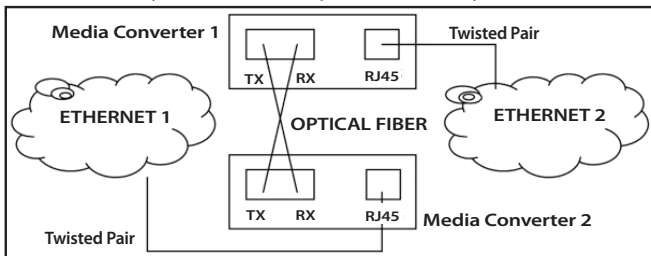 Media Converter 1
Twisted Pair
TX RX RJ45
ETHERNET 1
OPTICAL FIBER
ETHERNET 2
TX RX RJ45
Media Converter 2
Twisted Pair